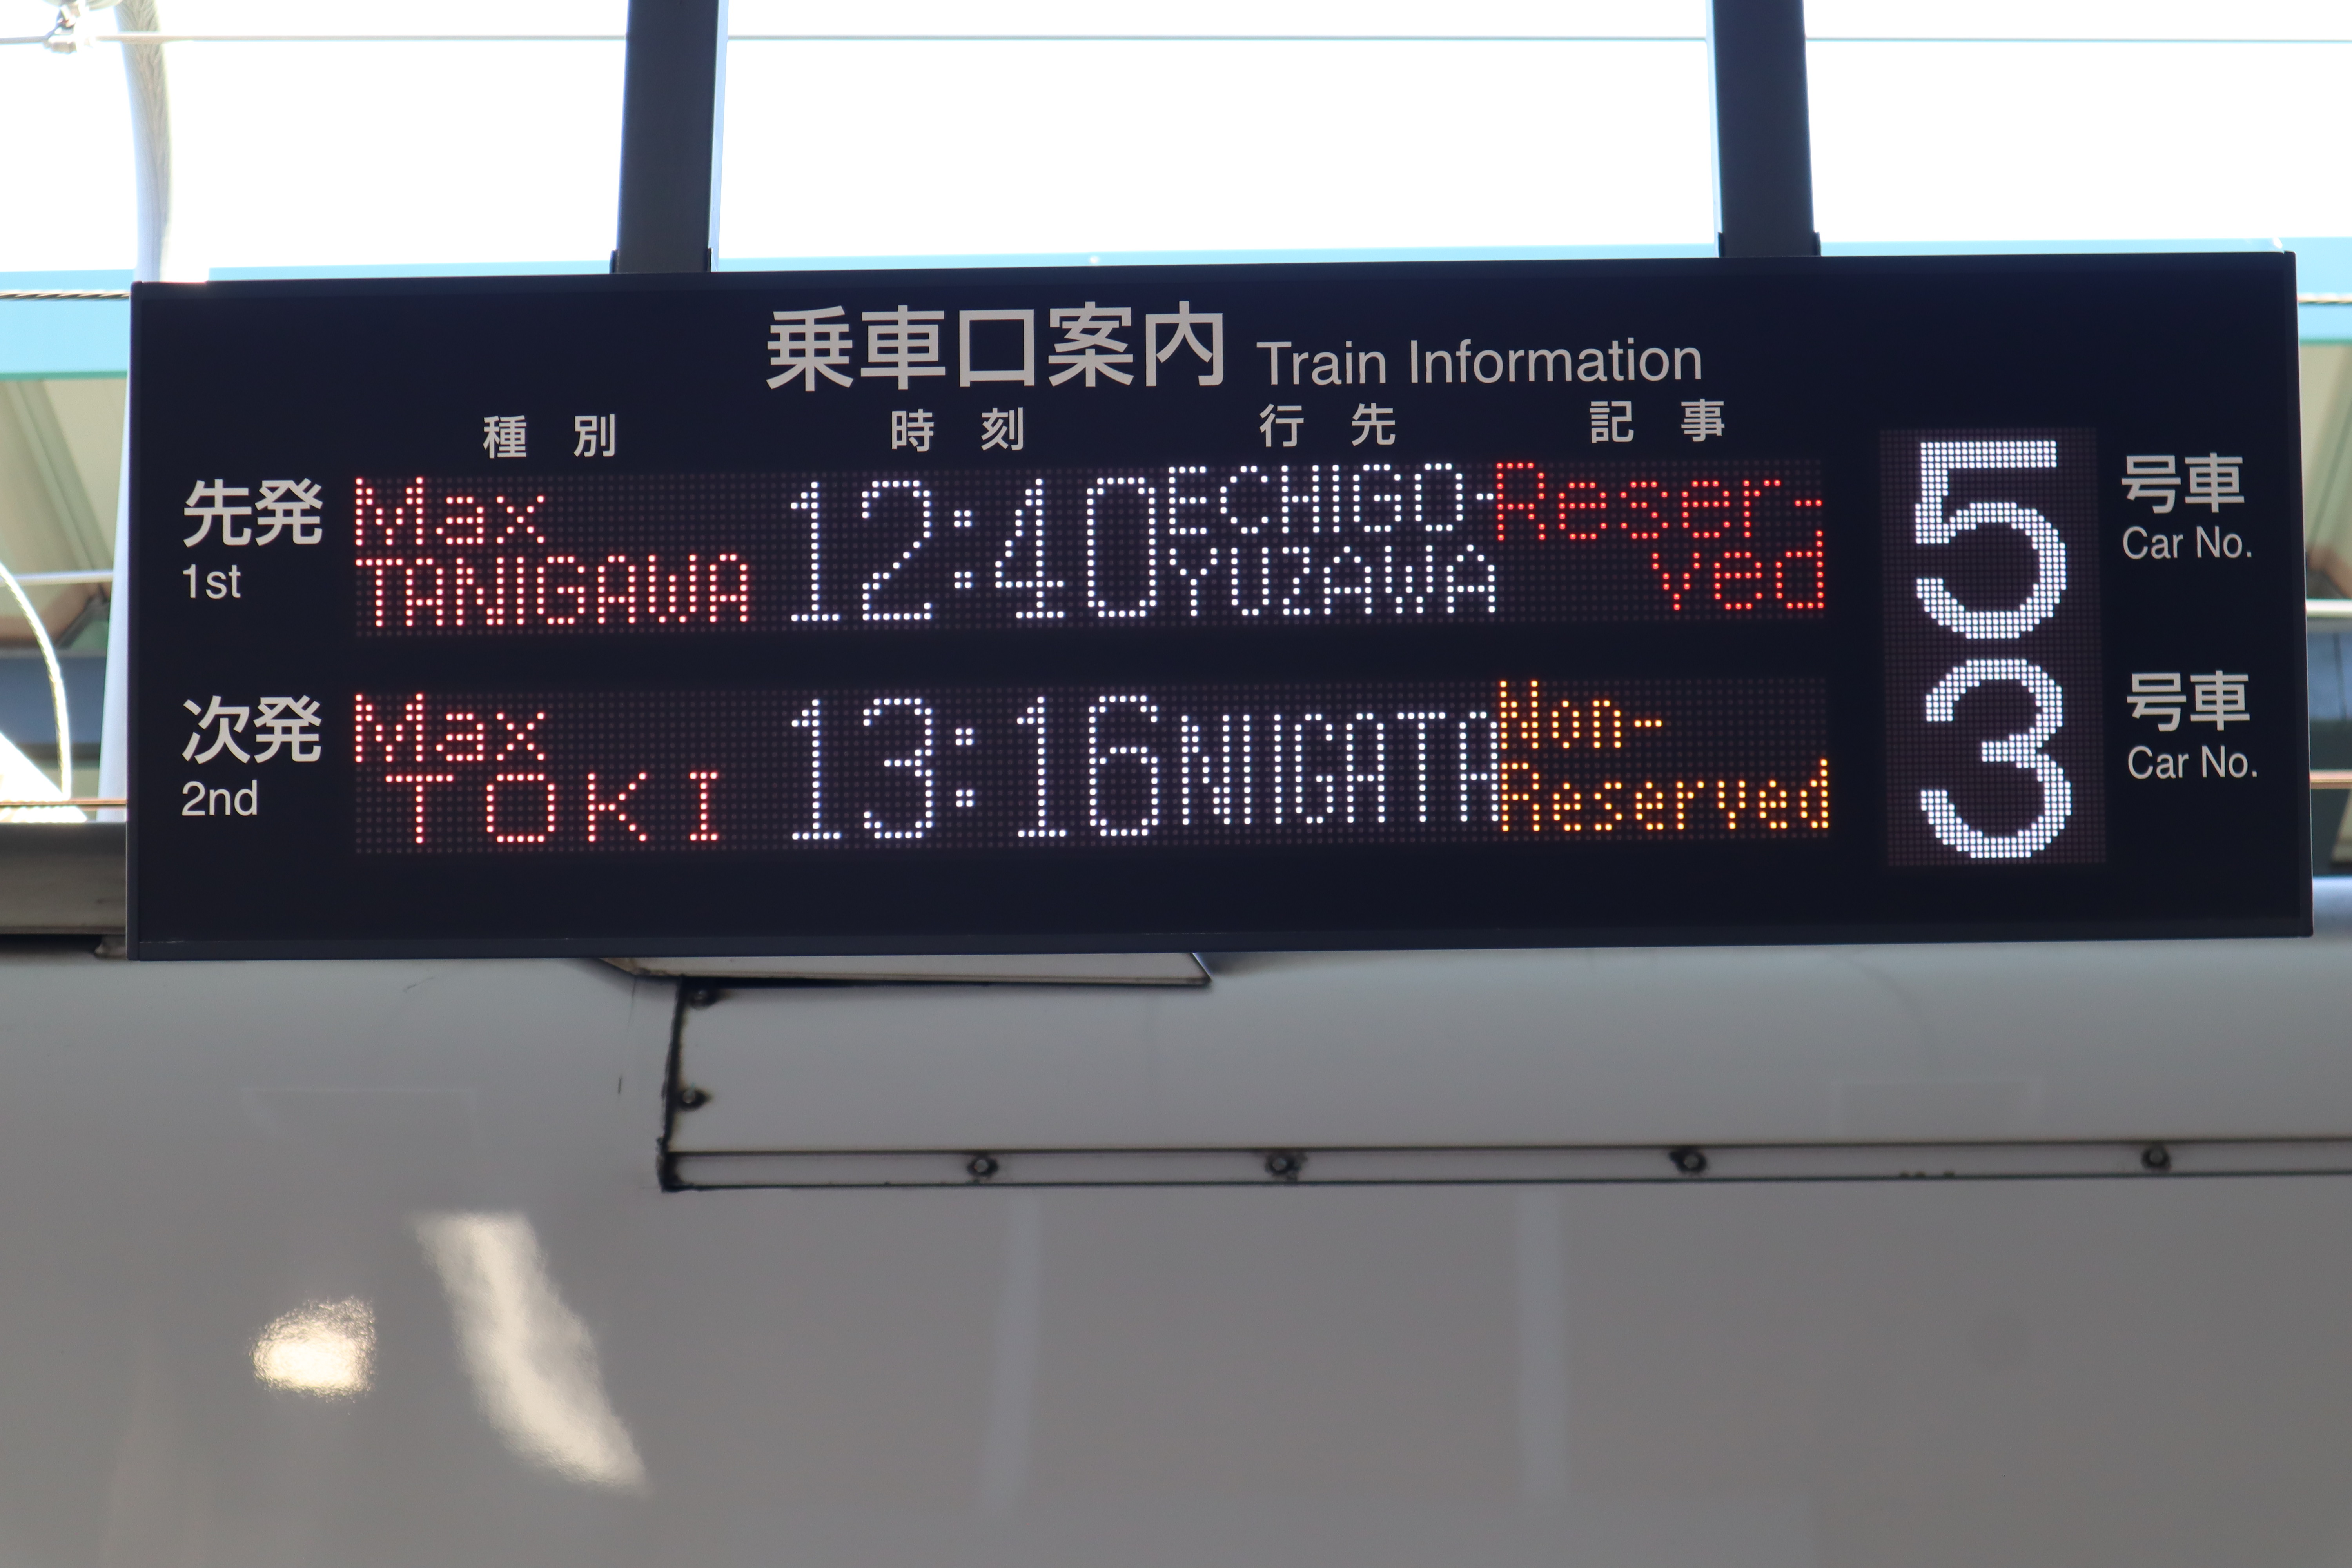 乗車口案内 Train Information
種別 時刻 行先 記事
先発 Max 12:40 ECHIGO- Reser- 5 号車
1st TANIGAWA YUZAWA ved Car No.
次発 Max 13:16 NIIGATA Non- 3 号車
2nd TOKI Reserved Car No.